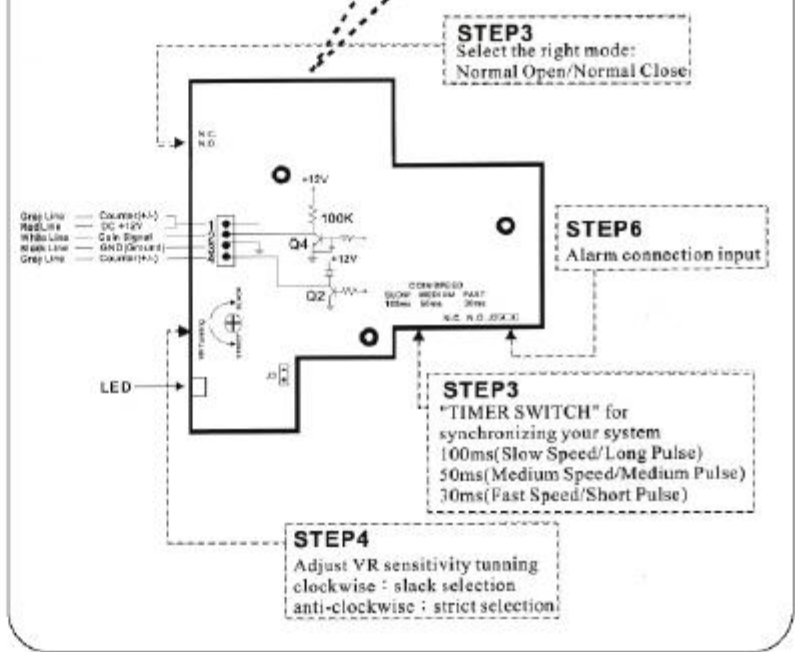 STEP3
Select the right mode:
Normal Open/Normal Close
N.C.
N.O.
+12V
100K
Q4
+12V
Q2
Gray Line — Counter(+/-)
Red Line — DC +12V
White Line — Coin Signal
Black Line — GND(Ground)
Gray Line — Counter(+/-)
STEP6
Alarm connection input
COIN SPEED
SLOW MEDIUM FAST
100ms 50ms 30ms
N.C. N.O.
VR Tunning
J3
LED
STEP3
"TIMER SWITCH" for
synchronizing your system
100ms(Slow Speed/Long Pulse)
50ms(Medium Speed/Medium Pulse)
30ms(Fast Speed/Short Pulse)
STEP4
Adjust VR sensitivity tunning
clockwise : slack selection
anti-clockwise : strict selection